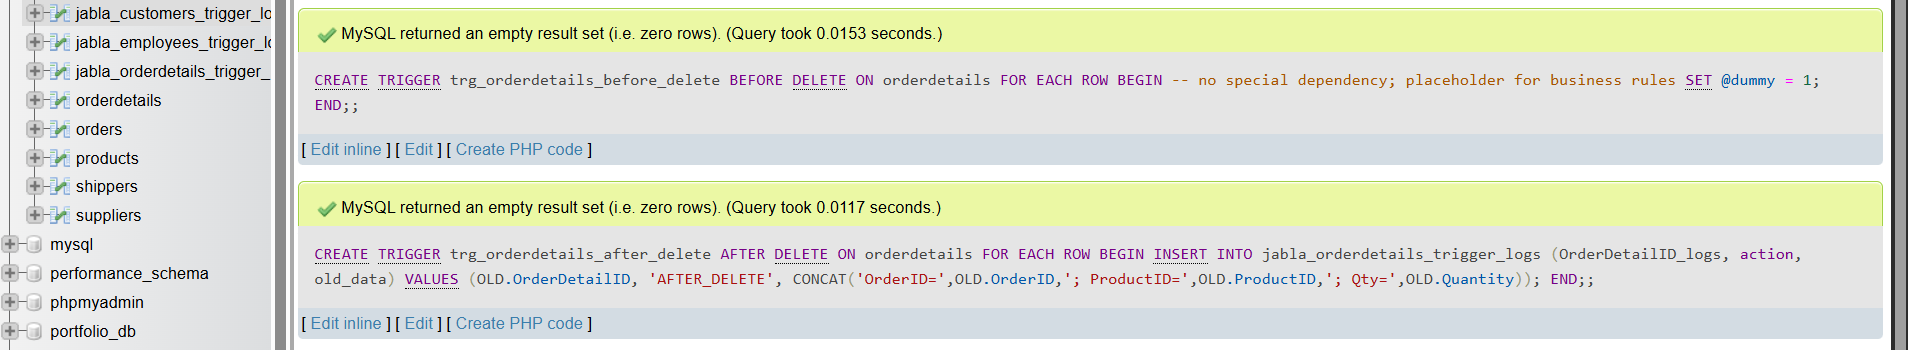 jabla_customers_trigger_lo
jabla_employees_trigger_l
jabla_orderdetails_trigger_
orderdetails
orders
products
shippers
suppliers
mysql
performance_schema
phpmyadmin
portfolio_db
MySQL returned an empty result set (i.e. zero rows). (Query took 0.0153 seconds.)
CREATE TRIGGER trg_orderdetails_before_delete BEFORE DELETE ON orderdetails FOR EACH ROW BEGIN -- no special dependency; placeholder for business rules SET @dummy = 1;
END;;
[ Edit inline ] [ Edit ] [ Create PHP code ]
MySQL returned an empty result set (i.e. zero rows). (Query took 0.0117 seconds.)
CREATE TRIGGER trg_orderdetails_after_delete AFTER DELETE ON orderdetails FOR EACH ROW BEGIN INSERT INTO jabla_orderdetails_trigger_logs (OrderDetailID_logs, action,
old_data) VALUES (OLD.OrderDetailID, 'AFTER_DELETE', CONCAT('OrderID=',OLD.OrderID,'; ProductID=',OLD.ProductID,'; Qty=',OLD.Quantity)); END;;
[ Edit inline ] [ Edit ] [ Create PHP code ]